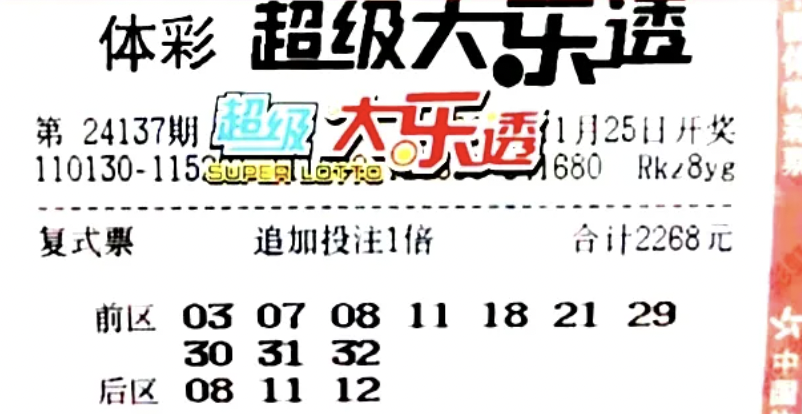 体彩 超级大乐透
第 24137期 1月25日开奖
超级大乐透
SUPER LOTTO
110130-115 1680 Rkz8yg
复式票 追加投注1倍 合计2268元
前区 03 07 08 11 18 21 29
30 31 32
后区 08 11 12
中国